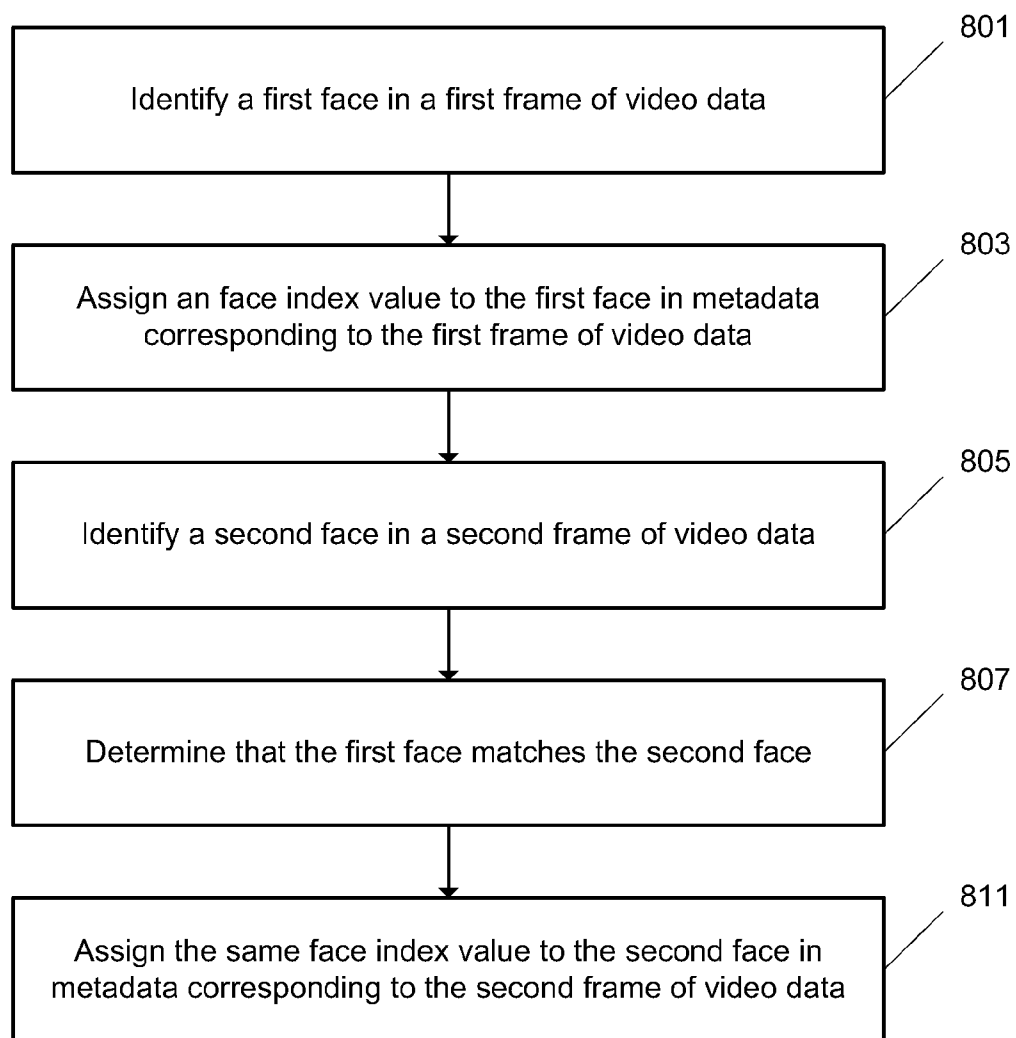 801
Identify a first face in a first frame of video data
803
Assign an face index value to the first face in metadata
corresponding to the first frame of video data
805
Identify a second face in a second frame of video data
807
Determine that the first face matches the second face
811
Assign the same face index value to the second face in
metadata corresponding to the second frame of video data